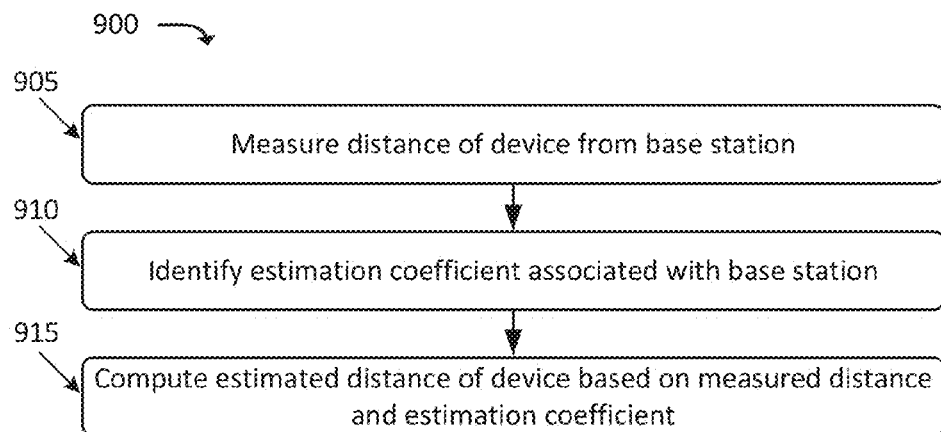 900
905
Measure distance of device from base station
910
Identify estimation coefficient associated with base station
915
Compute estimated distance of device based on measured distance
and estimation coefficient